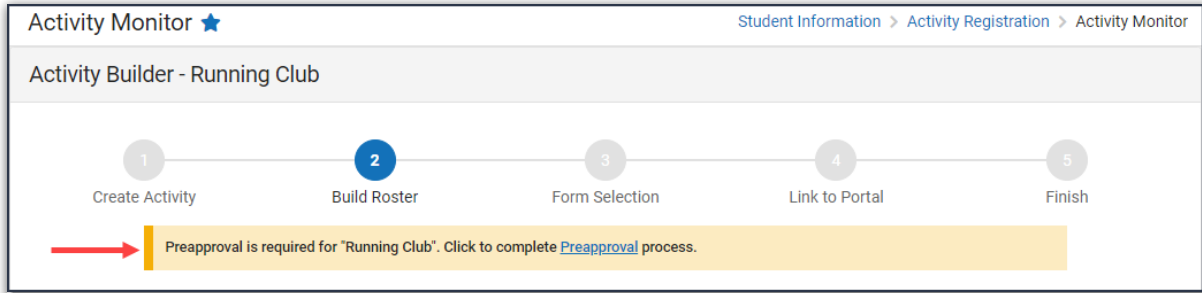 Activity Monitor
Student Information > Activity Registration > Activity Monitor
Activity Builder - Running Club
1
2
3
4
5
Create Activity
Build Roster
Form Selection
Link to Portal
Finish
Preapproval is required for "Running Club". Click to complete Preapproval process.